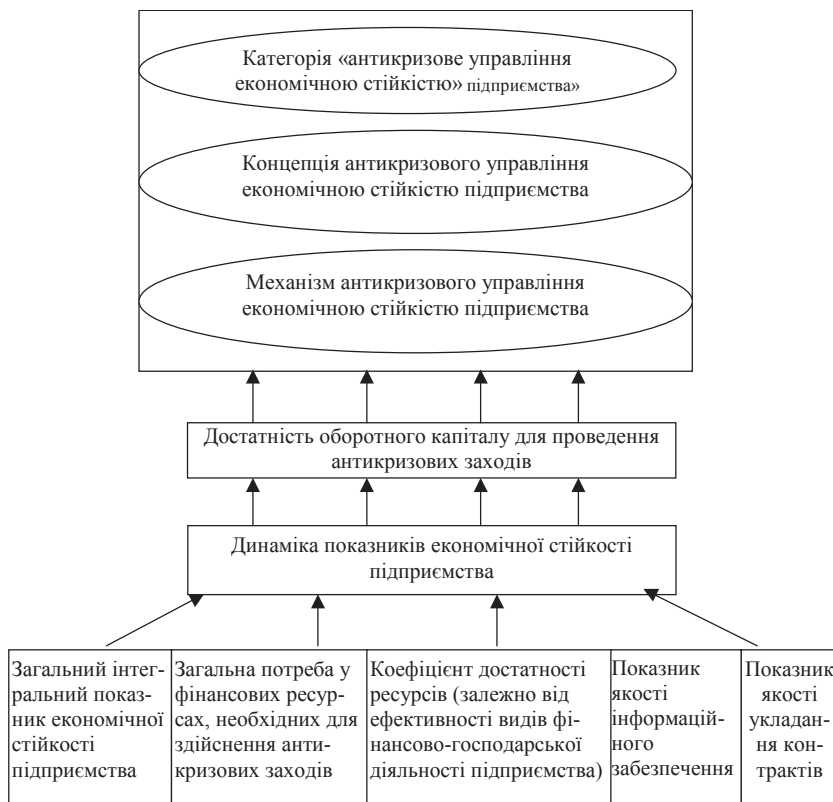 Категорія «антикризове управління
економічною стійкістю» підприємства»
Концепція антикризового управління
економічною стійкістю підприємства
Механізм антикризового управління
економічною стійкістю підприємства
Достатність оборотного капіталу для проведення
антикризових заходів
Динаміка показників економічної стійкості
підприємства
Загальний інтег-
ральний показ-
ник економічної
стійкості
підприємства
Загальна потреба у
фінансових ресур-
сах, необхідних для
здійснення анти-
кризових заходів
Коефіцієнт достатності
ресурсів (залежно від
ефективності видів фі-
нансово-господарської
діяльності підприємства)
Показник
якості
інформацій-
ного
забезпечення
Показник
якості
укладан-
ня кон-
трактів